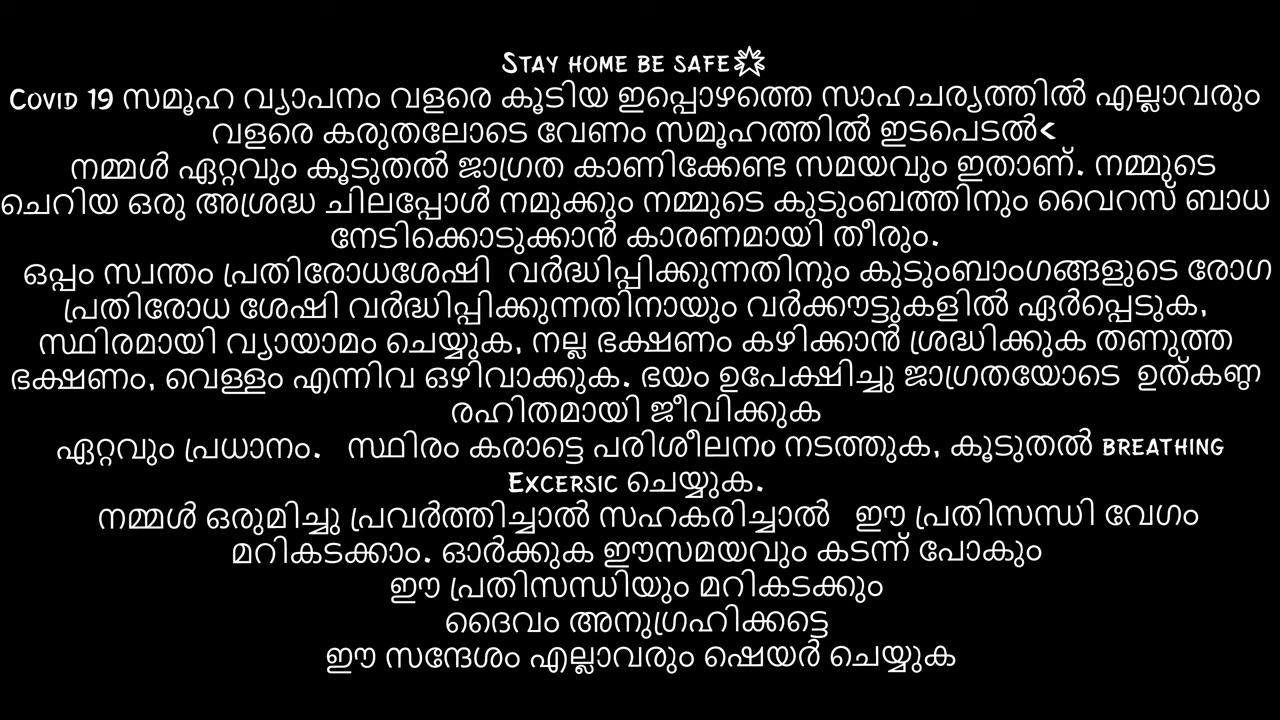 Stay home be safe
Covid 19 സമൂഹ വ്യാപനം വളരെ കൂടിയ ഇപ്പൊഴത്തെ സാഹചര്യത്തിൽ എല്ലാവരും
വളരെ കരുതലോടെ വേണം സമൂഹത്തിൽ ഇടപെടൽ<
നമ്മൾ ഏറ്റവും കൂടുതൽ ജാഗ്രത കാണിക്കേണ്ട സമയവും ഇതാണ്. നമ്മുടെ
ചെറിയ ഒരു അശ്രദ്ധ ചിലപ്പോൾ നമുക്കും നമ്മുടെ കുടുംബത്തിനും വൈറസ് ബാധ
നേടിക്കൊടുക്കാൻ കാരണമായി തീരും.
ഒപ്പം സ്വന്തം പ്രതിരോധശേഷി വർദ്ധിപ്പിക്കുന്നതിനും കുടുംബാംഗങ്ങളുടെ രോഗ
പ്രതിരോധ ശേഷി വർദ്ധിപ്പിക്കുന്നതിനായും വർക്കൗട്ടുകളിൽ ഏർപ്പെടുക,
സ്ഥിരമായി വ്യായാമം ചെയ്യുക, നല്ല ഭക്ഷണം കഴിക്കാൻ ശ്രദ്ധിക്കുക തണുത്ത
ഭക്ഷണം, വെള്ളം എന്നിവ ഒഴിവാക്കുക. ഭയം ഉപേക്ഷിച്ചു ജാഗ്രതയോടെ ഉത്കണ്ഠ
രഹിതമായി ജീവിക്കുക
ഏറ്റവും പ്രധാനം. സ്ഥിരം കരാട്ടെ പരിശീലനം നടത്തുക, കൂടുതൽ breathing
Excersic ചെയ്യുക.
നമ്മൾ ഒരുമിച്ചു പ്രവർത്തിച്ചാൽ സഹകരിച്ചാൽ ഈ പ്രതിസന്ധി വേഗം
മറികടക്കാം. ഓർക്കുക ഈസമയവും കടന്ന് പോകും
ഈ പ്രതിസന്ധിയും മറികടക്കും
ദൈവം അനുഗ്രഹിക്കട്ടെ
ഈ സന്ദേശം എല്ലാവരും ഷെയർ ചെയ്യുക